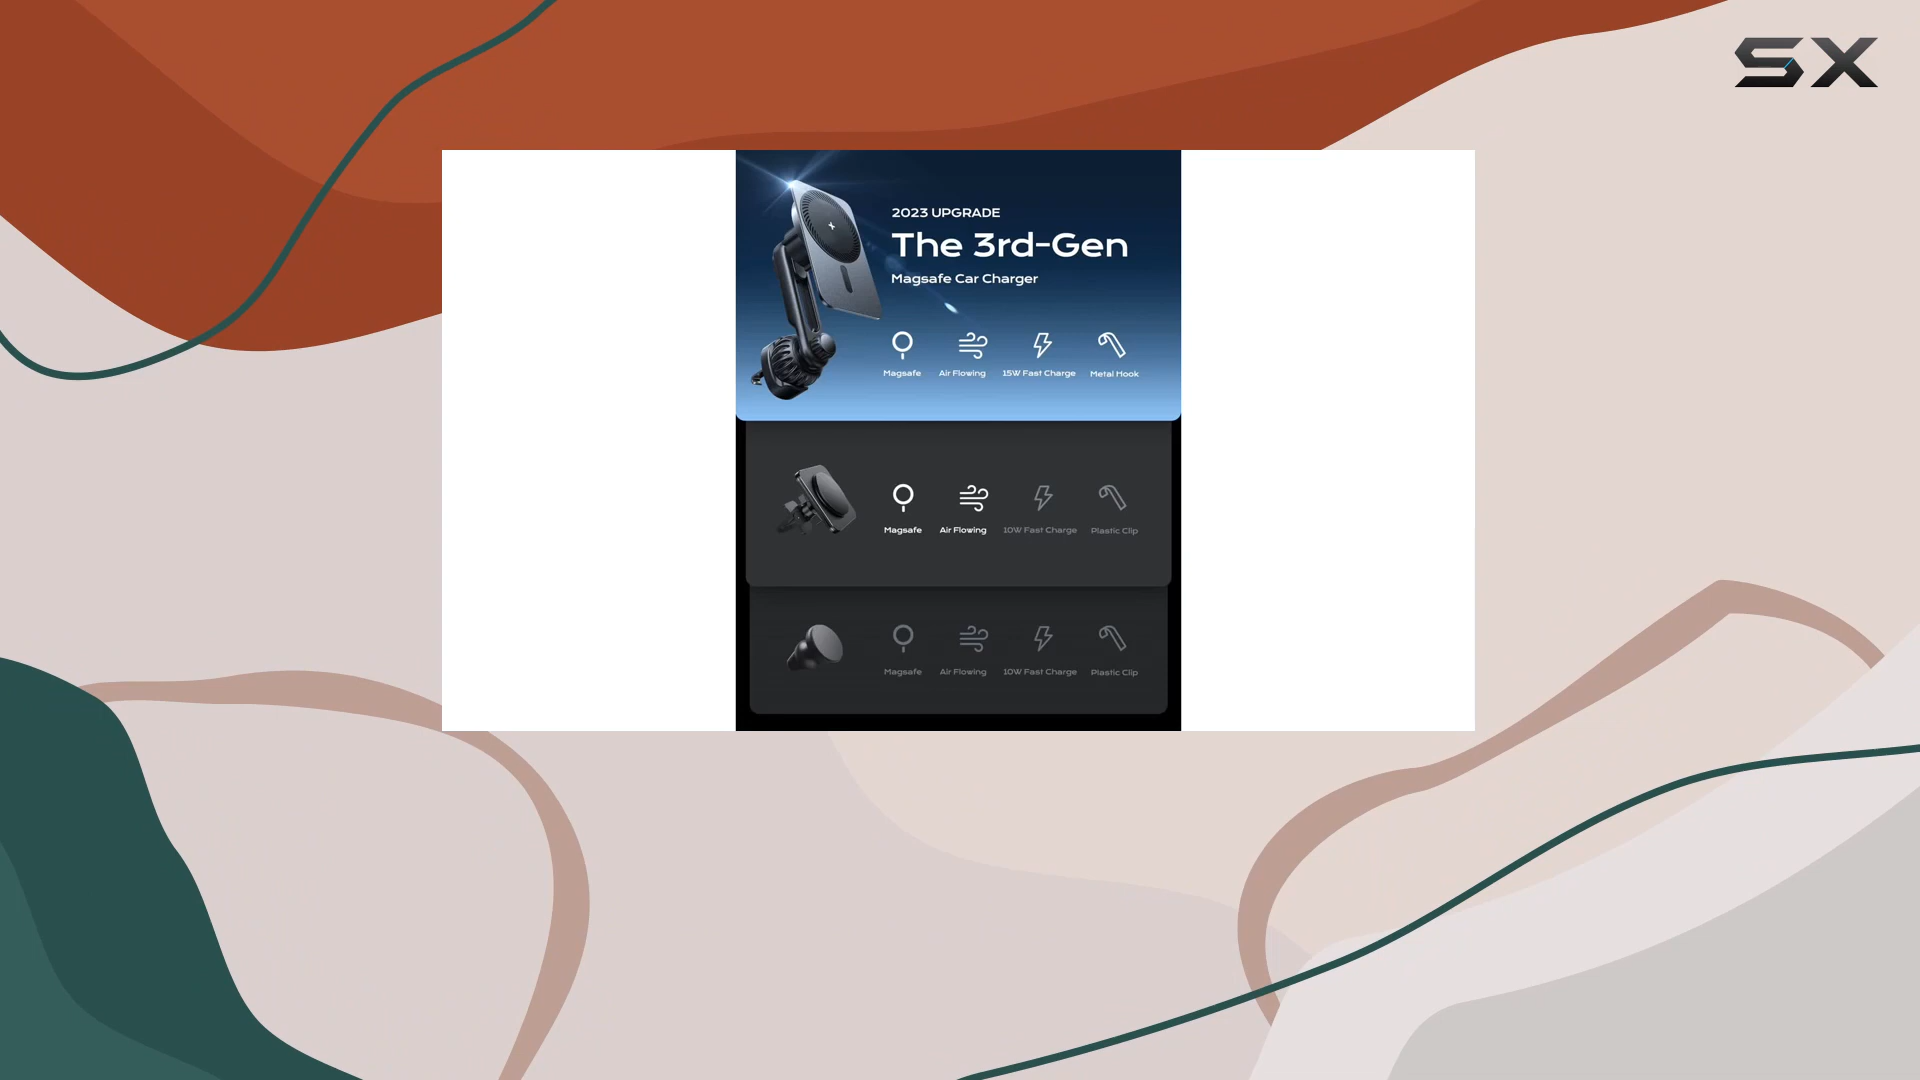 SX
2023 UPGRADE
The 3rd-Gen
Magsafe Car Charger
Magsafe Air Flowing 15W Fast Charge Metal Hook
Magsafe Air Flowing 10W Fast Charge Plastic Clip
Magsafe Air Flowing 10W Fast Charge Plastic Clip